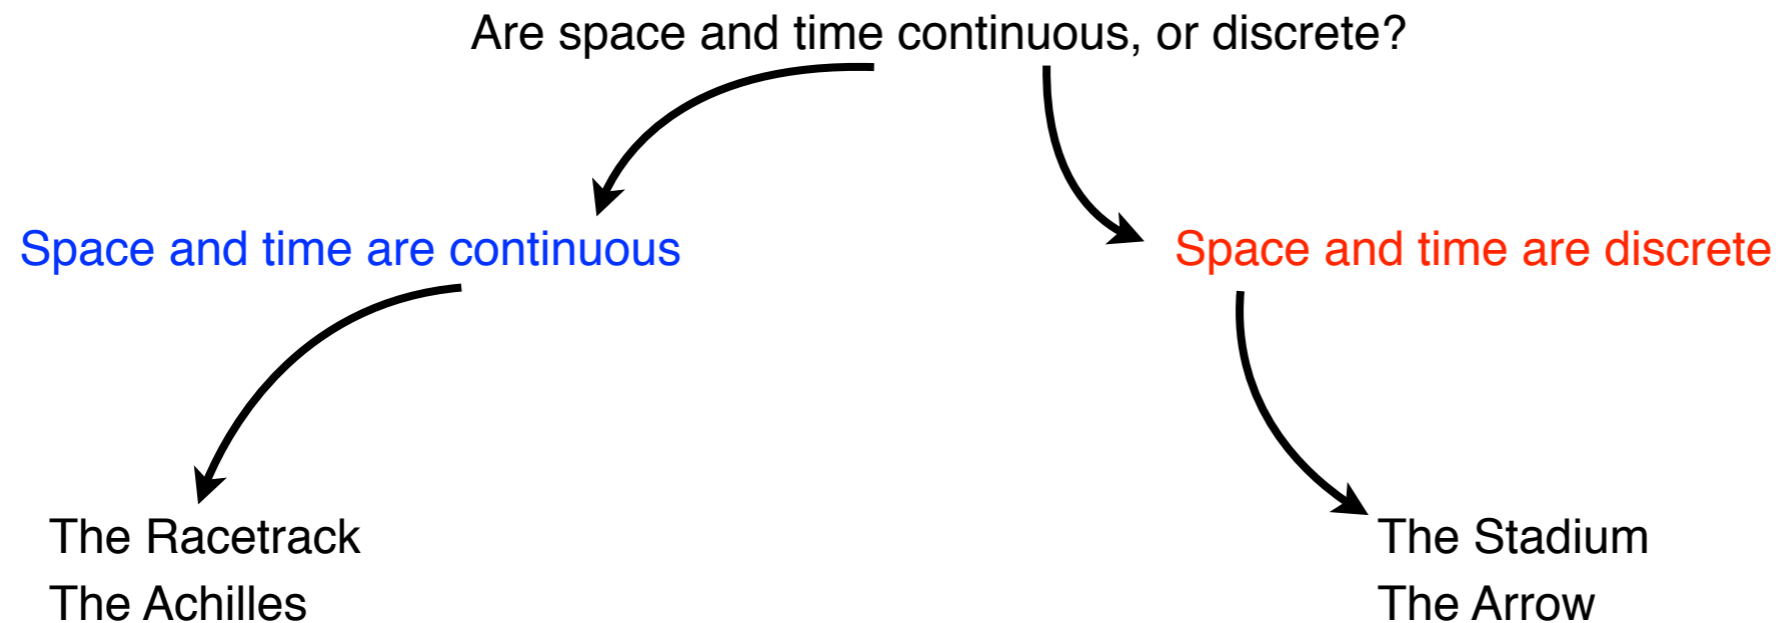 Are space and time continuous, or discrete?
Space and time are continuous
Space and time are discrete
The Racetrack
The Achilles
The Stadium
The Arrow